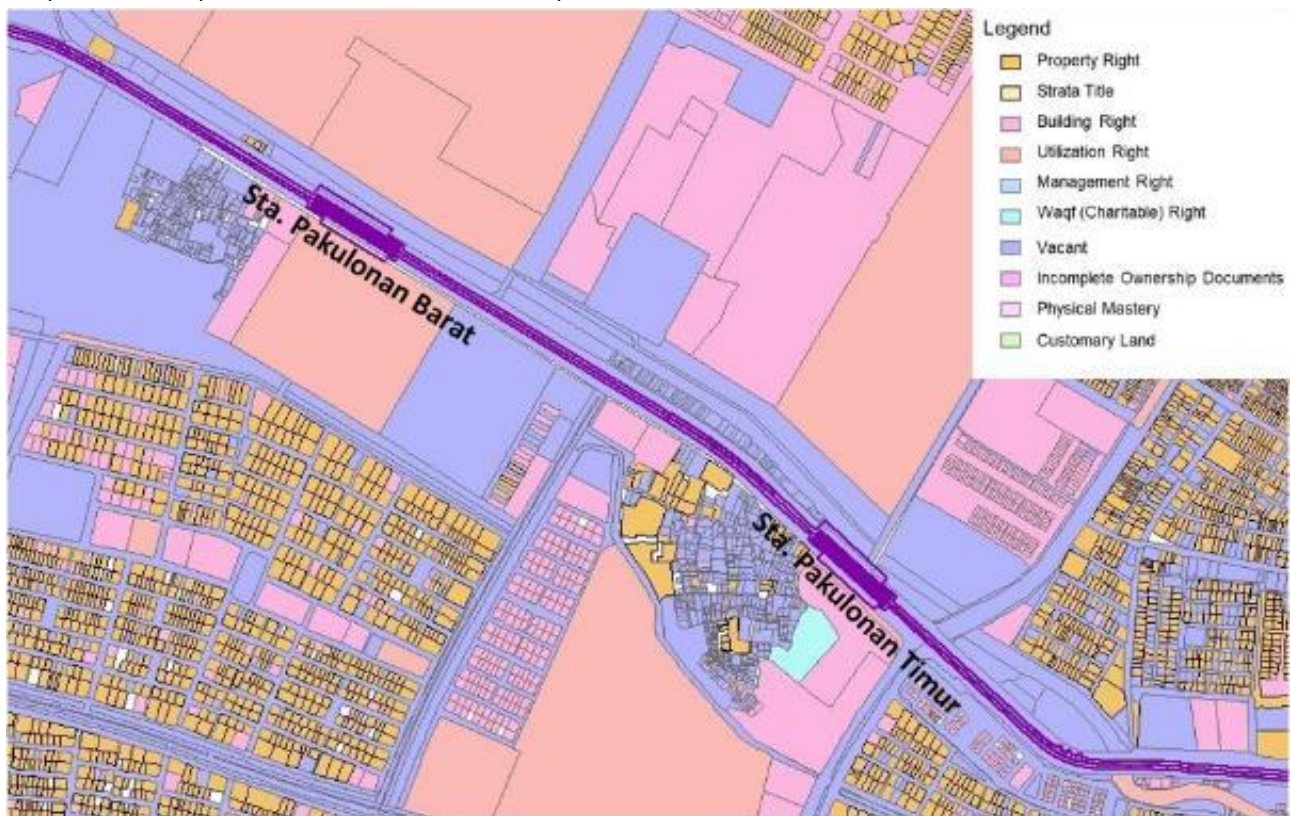 Legend
Property Right
Strata Title
Building Right
Utilization Right
Management Right
Waqf (Charitable) Right
Vacant
Incomplete Ownership Documents
Physical Mastery
Customary Land
Sta. Pakulonan Barat
Sta. Pakulonan Timur